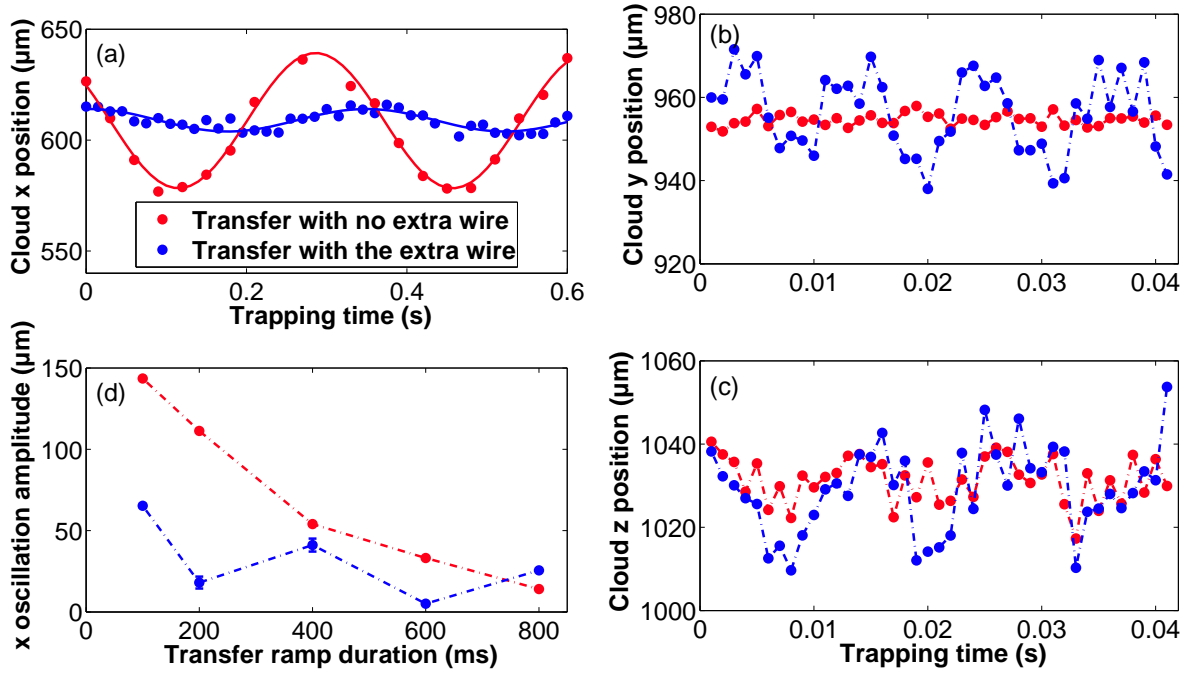 (a)
Cloud x position (µm)
650
600
550
0
0.2
0.4
0.6
Trapping time (s)
Transfer with no extra wire
Transfer with the extra wire
(b)
Cloud y position (µm)
980
960
940
920
0
0.01
0.02
0.03
0.04
(d)
x oscillation amplitude (µm)
150
100
50
0
0
200
400
600
800
Transfer ramp duration (ms)
(c)
Cloud z position (µm)
1060
1040
1020
1000
0
0.01
0.02
0.03
0.04
Trapping time (s)